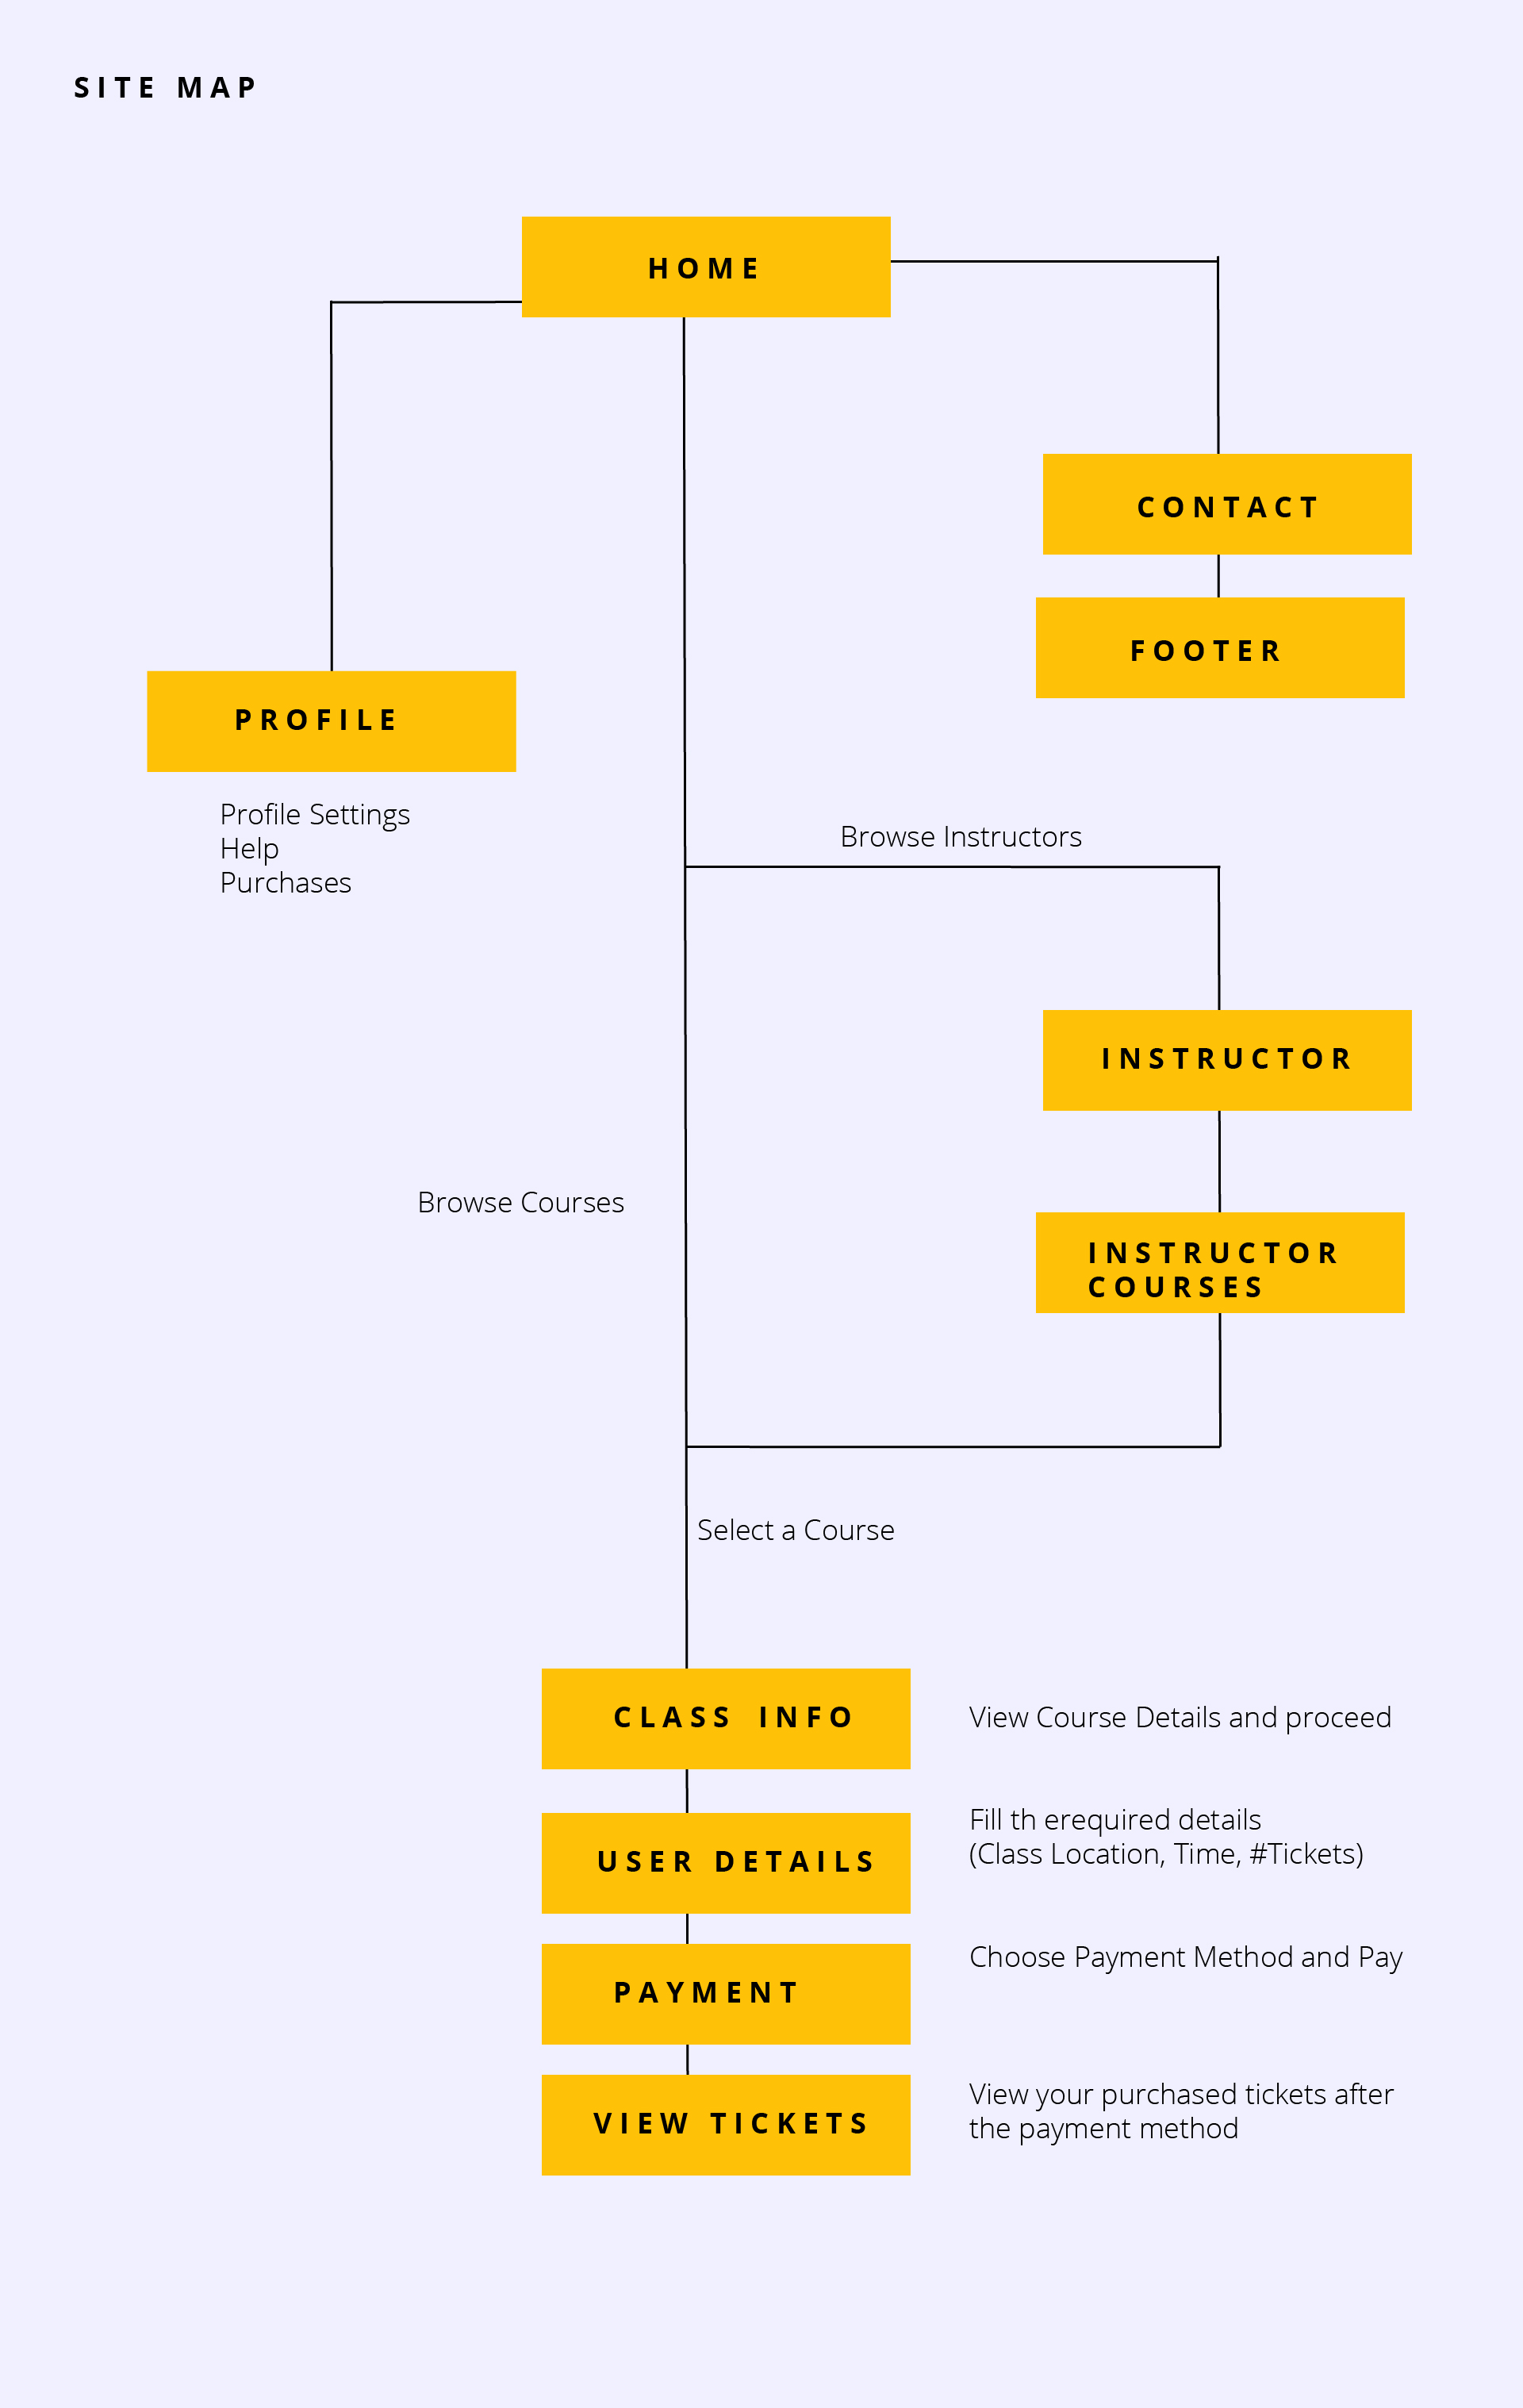 SITE MAP
HOME
CONTACT
FOOTER
PROFILE
Profile Settings
Help
Purchases
Browse Instructors
INSTRUCTOR
Browse Courses
INSTRUCTOR
COURSES
Select a Course
CLASS INFO
View Course Details and proceed
USER DETAILS
Fill th erequired details
(Class Location, Time, #Tickets)
PAYMENT
Choose Payment Method and Pay
VIEW TICKETS
View your purchased tickets after
the payment method